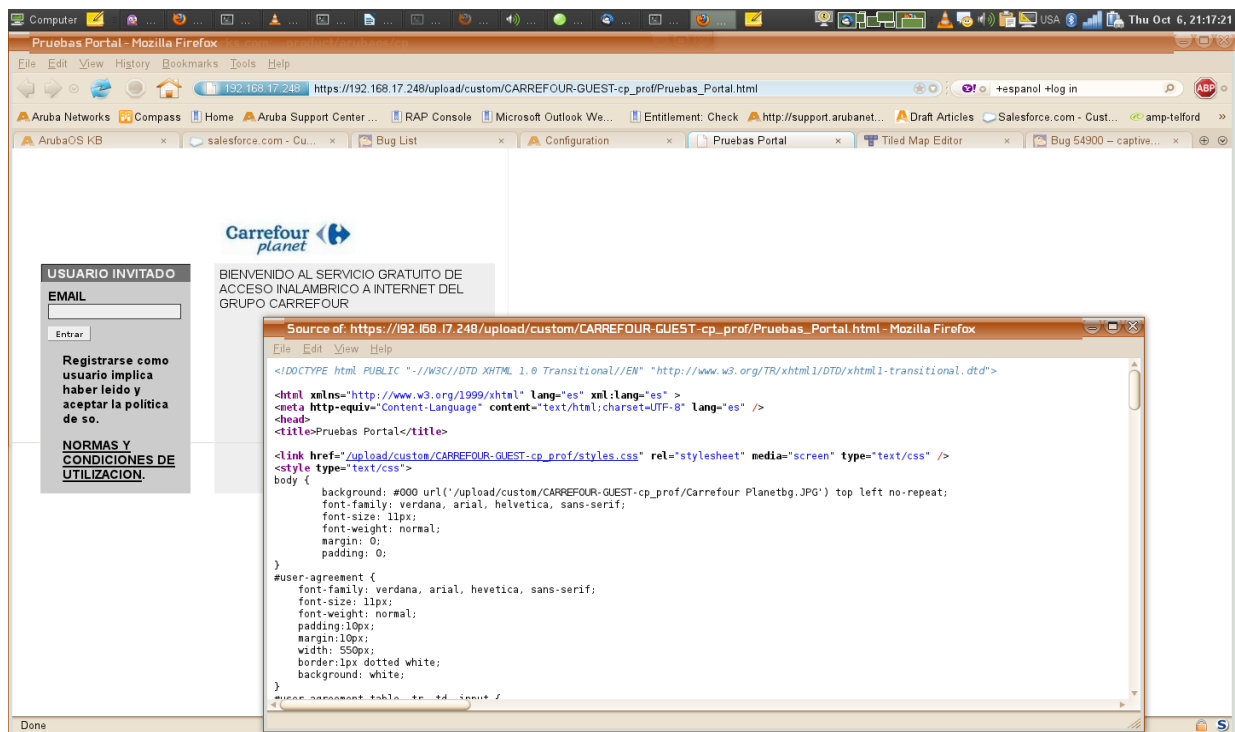 Computer ... ... ... ... ... ... ... ... ... ... ... ... USA Thu Oct 6, 21:17:21
Pruebas Portal - Mozilla Firefox
File Edit View History Bookmarks Tools Help
192.168.17.248 https://192.168.17.248/upload/custom/CARREFOUR-GUEST-cp_prof/Pruebas_Portal.html +espanol +log in ABP
Aruba Networks Compass Home Aruba Support Center ... RAP Console Microsoft Outlook We... Entitlement: Check http://support.arubanet... Draft Articles Salesforce.com - Cust... amp-telford »
ArubaOS KB salesforce.com - Cu... Bug List Configuration Pruebas Portal Tiled Map Editor Bug 54900 – captive...
Carrefour
planet
USUARIO INVITADO
EMAIL
Entrar
Registrarse como
usuario implica
haber leido y
aceptar la política
de so.
NORMAS Y
CONDICIONES DE
UTILIZACION.
BIENVENIDO AL SERVICIO GRATUITO DE
ACCESO INALAMBRICO A INTERNET DEL
GRUPO CARREFOUR
Source of: https://192.168.17.248/upload/custom/CARREFOUR-GUEST-cp_prof/Pruebas_Portal.html - Mozilla Firefox
File Edit View Help
<!DOCTYPE html PUBLIC "-//W3C//DTD XHTML 1.0 Transitional//EN" "http://www.w3.org/TR/xhtml1/DTD/xhtml1-transitional.dtd">
<html xmlns="http://www.w3.org/1999/xhtml" lang="es" xml:lang="es" >
<meta http-equiv="Content-Language" content="text/html;charset=UTF-8" lang="es" />
<head>
<title>Pruebas Portal</title>
<link href="/upload/custom/CARREFOUR-GUEST-cp_prof/styles.css" rel="stylesheet" media="screen" type="text/css" />
<style type="text/css">
body {
background: #000 url('/upload/custom/CARREFOUR-GUEST-cp_prof/Carrefour Planetbg.JPG') top left no-repeat;
font-family: verdana, arial, helvetica, sans-serif;
font-size: 11px;
font-weight: normal;
margin: 0;
padding: 0;
}
#user-agreement {
font-family: verdana, arial, hevetica, sans-serif;
font-size: 11px;
font-weight: normal;
padding:10px;
margin:10px;
width: 550px;
border:1px dotted white;
background: white;
}
#user-agreement table, tr, td, input {
Done